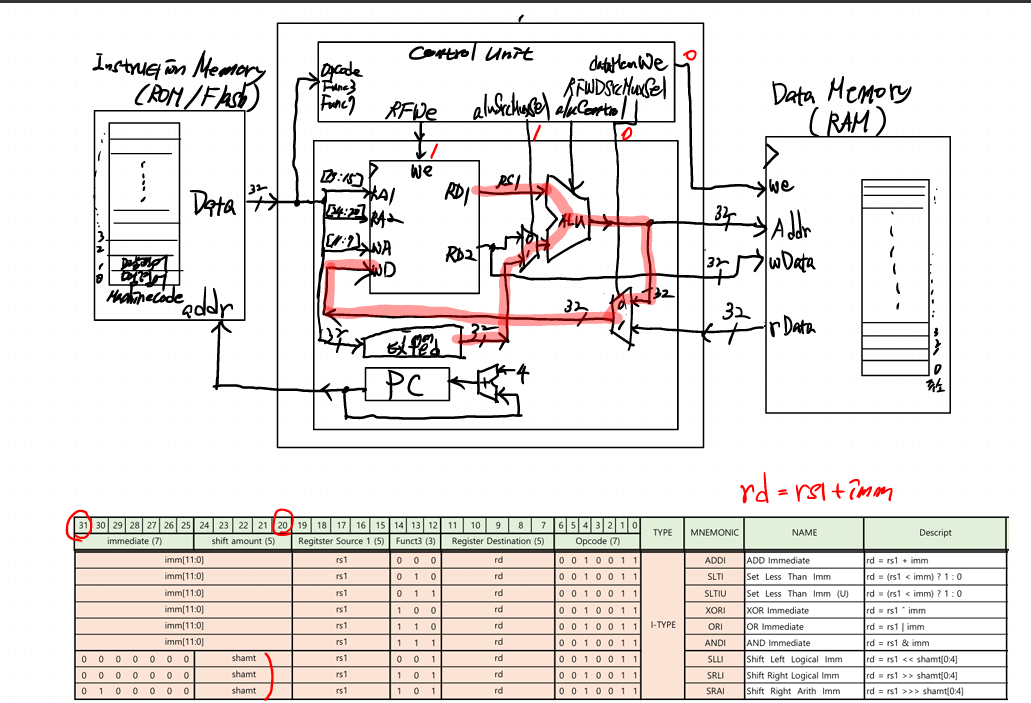 Control Unit
Instruction Memory
(ROM/Flash)
Opcode
Func3
Func7
RFWe
aluSrcMuxSel
aluControl
RFWDSrcMuxSel
dataMemWe
0
Data Memory
(RAM)
1
1
0
We
[19:15]
RA1
RD1
RS1
[24:20]
RA2
[11:7]
WA
WD
RD2
ALU
0
1
Data
32
32
we
Addr
32
wData
32
rData
32
32
0
1
32
32
imm
Extend
PC
+
4
addr
MachineCode
3
2
1
0
3
2
1
0
rd = rs1 + imm
31 30 29 28 27 26 25 24 23 22 21 20 19 18 17 16 15 14 13 12 11 10 9 8 7 6 5 4 3 2 1 0 TYPE MNEMONIC NAME Descript
immediate (7) shift amount (5) Regitster Source 1 (5) Funct3 (3) Register Destination (5) Opcode (7)
imm[11:0] rs1 0 0 0 rd 0 0 1 0 0 1 1 ADDI ADD Immediate rd = rs1 + imm
imm[11:0] rs1 0 1 0 rd 0 0 1 0 0 1 1 SLTI Set Less Than Imm rd = (rs1 < imm) ? 1 : 0
imm[11:0] rs1 0 1 1 rd 0 0 1 0 0 1 1 SLTIU Set Less Than Imm (U) rd = (rs1 < imm) ? 1 : 0
imm[11:0] rs1 1 0 0 rd 0 0 1 0 0 1 1 XORI XOR Immediate rd = rs1 ^ imm
imm[11:0] rs1 1 1 0 rd 0 0 1 0 0 1 1 I-TYPE ORI OR Immediate rd = rs1 | imm
imm[11:0] rs1 1 1 1 rd 0 0 1 0 0 1 1 ANDI AND Immediate rd = rs1 & imm
0 0 0 0 0 0 0 shamt rs1 0 0 1 rd 0 0 1 0 0 1 1 SLLI Shift Left Logical Imm rd = rs1 << shamt[0:4]
0 0 0 0 0 0 0 shamt rs1 1 0 1 rd 0 0 1 0 0 1 1 SRLI Shift Right Logical Imm rd = rs1 >> shamt[0:4]
0 1 0 0 0 0 0 shamt rs1 1 0 1 rd 0 0 1 0 0 1 1 SRAI Shift Right Arith Imm rd = rs1 >>> shamt[0:4]